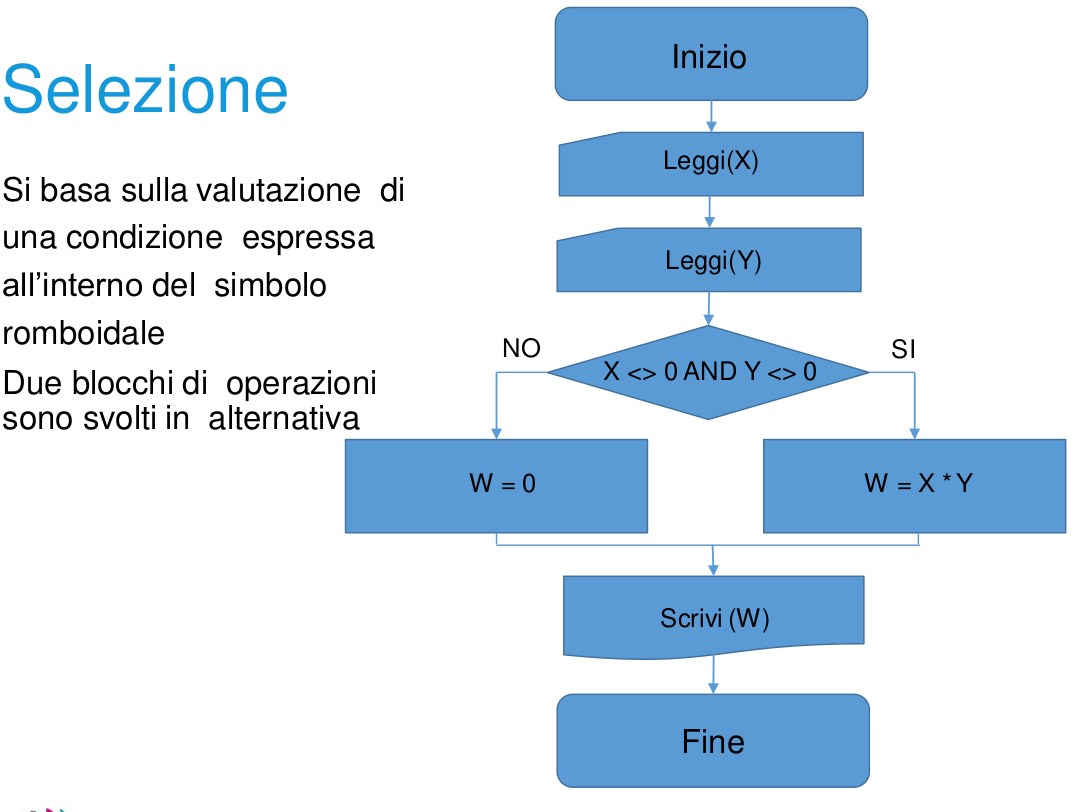 Selezione
Si basa sulla valutazione di
una condizione espressa
all'interno del simbolo
romboidale
Due blocchi di operazioni
sono svolti in alternativa
Inizio
Leggi(X)
Leggi(Y)
NO
X <> 0 AND Y <> 0
SI
W = 0
W = X * Y
Scrivi (W)
Fine